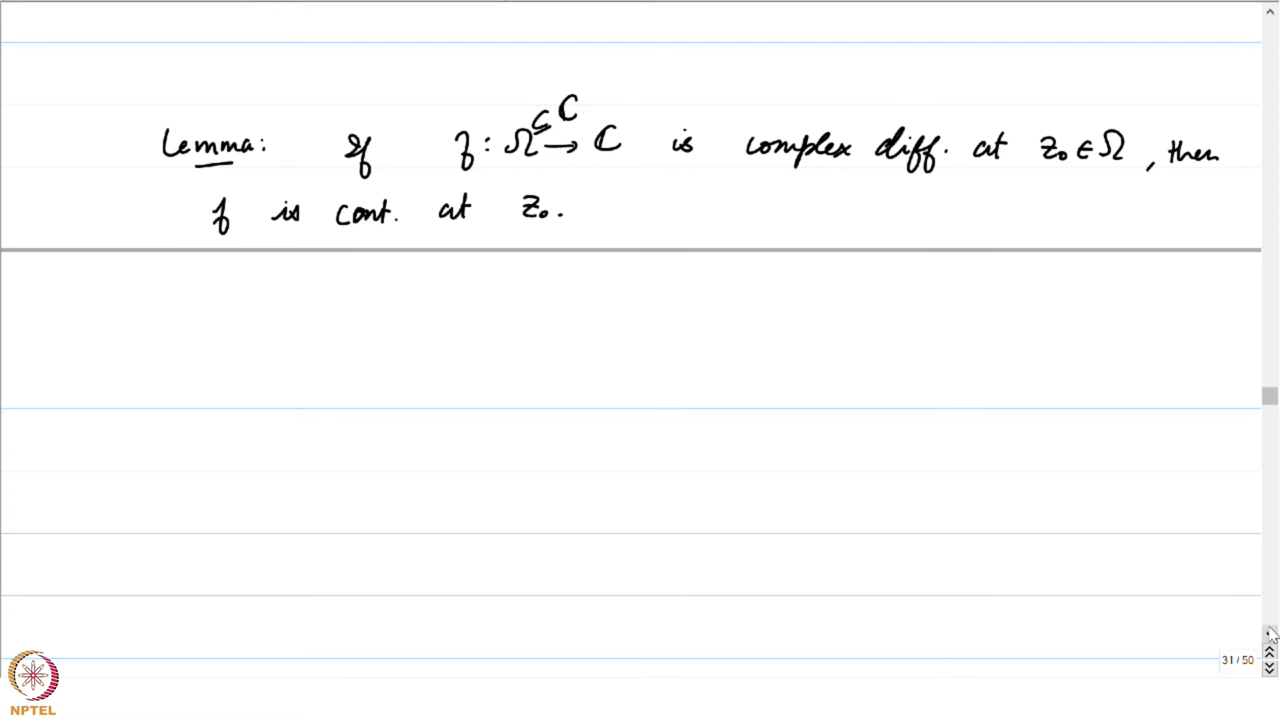 Lemma: If f : Ω ⊆ ℂ → ℂ is complex diff. at z₀ ∈ Ω, then
f is cont. at z₀.
31 / 50
NPTEL